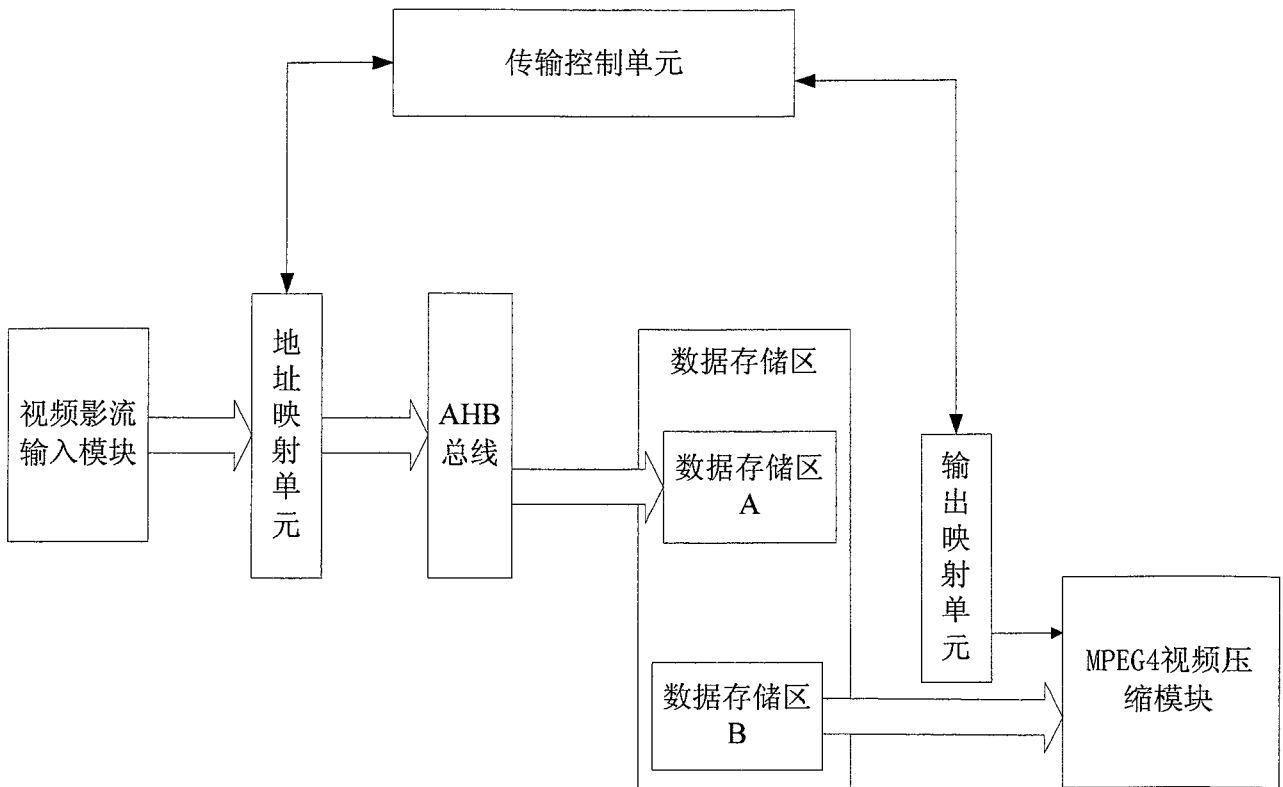 传输控制单元
地址映射单元
视频影流
输入模块
AHB
总线
数据存储区
数据存储区
A
数据存储区
B
输出映射单元
MPEG4视频压
缩模块